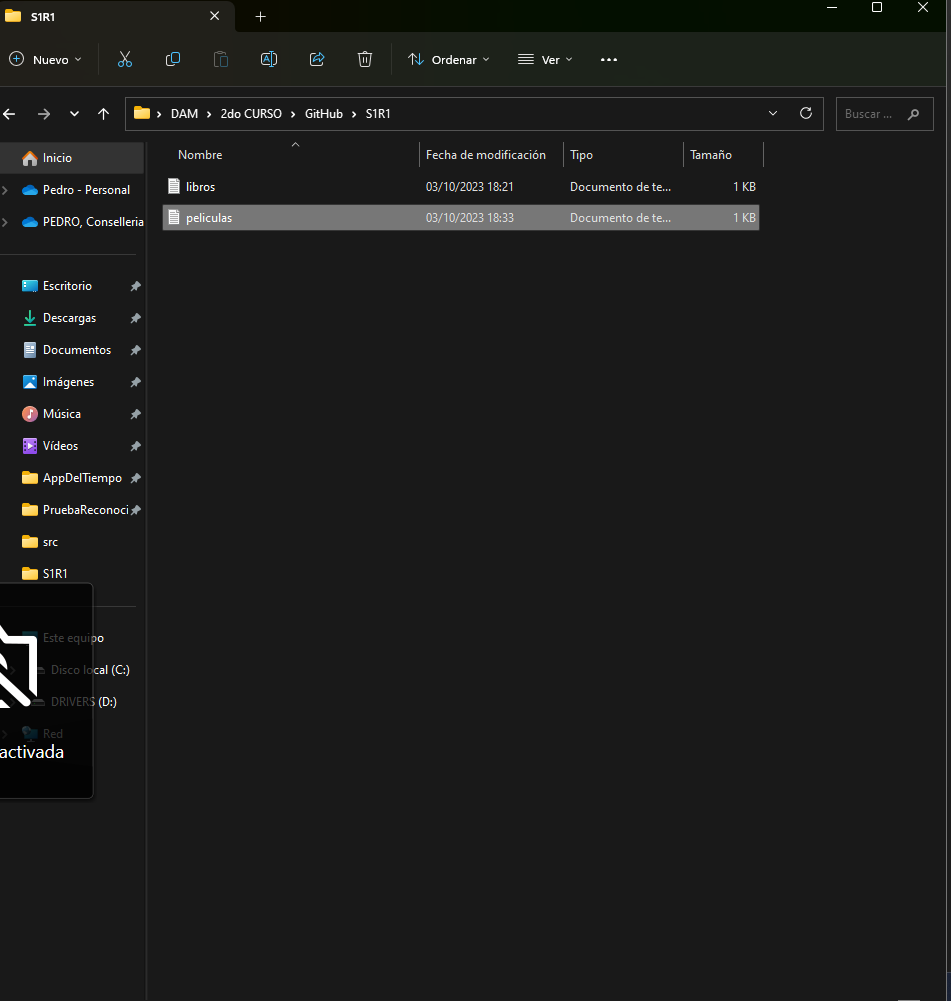 S1R1
Nuevo
Ordenar
Ver
DAM
2do CURSO
GitHub
S1R1
Buscar ...
Inicio
Pedro - Personal
PEDRO, Conselleria
Escritorio
Descargas
Documentos
Imágenes
Música
Vídeos
AppDelTiempo
PruebaReconoci
src
S1R1
Este equipo
Disco local (C:)
DRIVERS (D:)
Red
activada
Nombre Fecha de modificación Tipo Tamaño
libros 03/10/2023 18:21 Documento de te... 1 KB
peliculas 03/10/2023 18:33 Documento de te... 1 KB